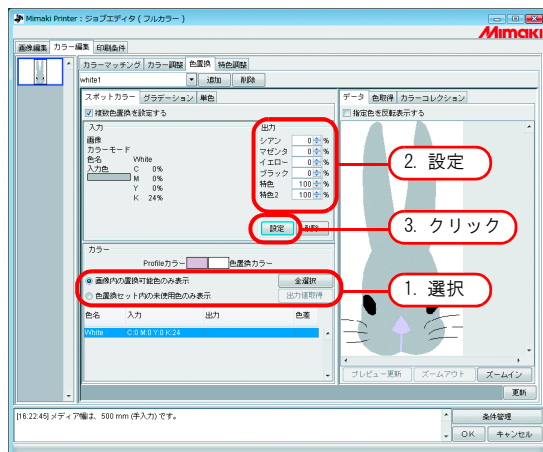 Mimaki Printer : ジョブエディタ ( フルカラー )
Mimaki
画像編集 カラー編集 印刷条件
カラーマッチング カラー調整 色置換 特色調整
white1 追加 削除
スポットカラー グラデーション 単色
データ 色取得 カラーコレクション
複数色置換を設定する
指定色を反転表示する
入力
出力
画像
カラーモード
色名 White
入力色 C 0%
M 0%
Y 0%
K 24%
シアン 0 %
マゼンタ 0 %
イエロー 0 %
ブラック 0 %
特色 100 %
特色2 100 %
2. 設定
設定 削除
3. クリック
カラー
Profileカラー 色置換カラー
画像内の置換可能色のみ表示 全選択
色置換セット内の未使用色のみ表示 出力値取得
1. 選択
色名 入力 出力 色差
White C:0 M:0 Y:0 K:24
プレビュー更新 ズームアウト ズームイン
更新
[16:22:45] メディア幅は、500 mm (手入力) です。
条件管理
OK キャンセル